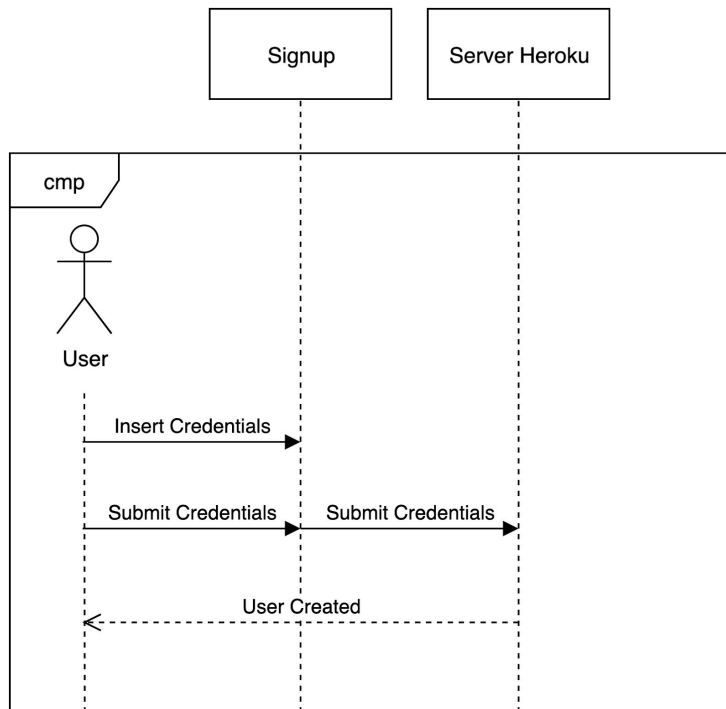 Signup
Server Heroku
cmp
User
Insert Credentials
Submit Credentials
Submit Credentials
User Created